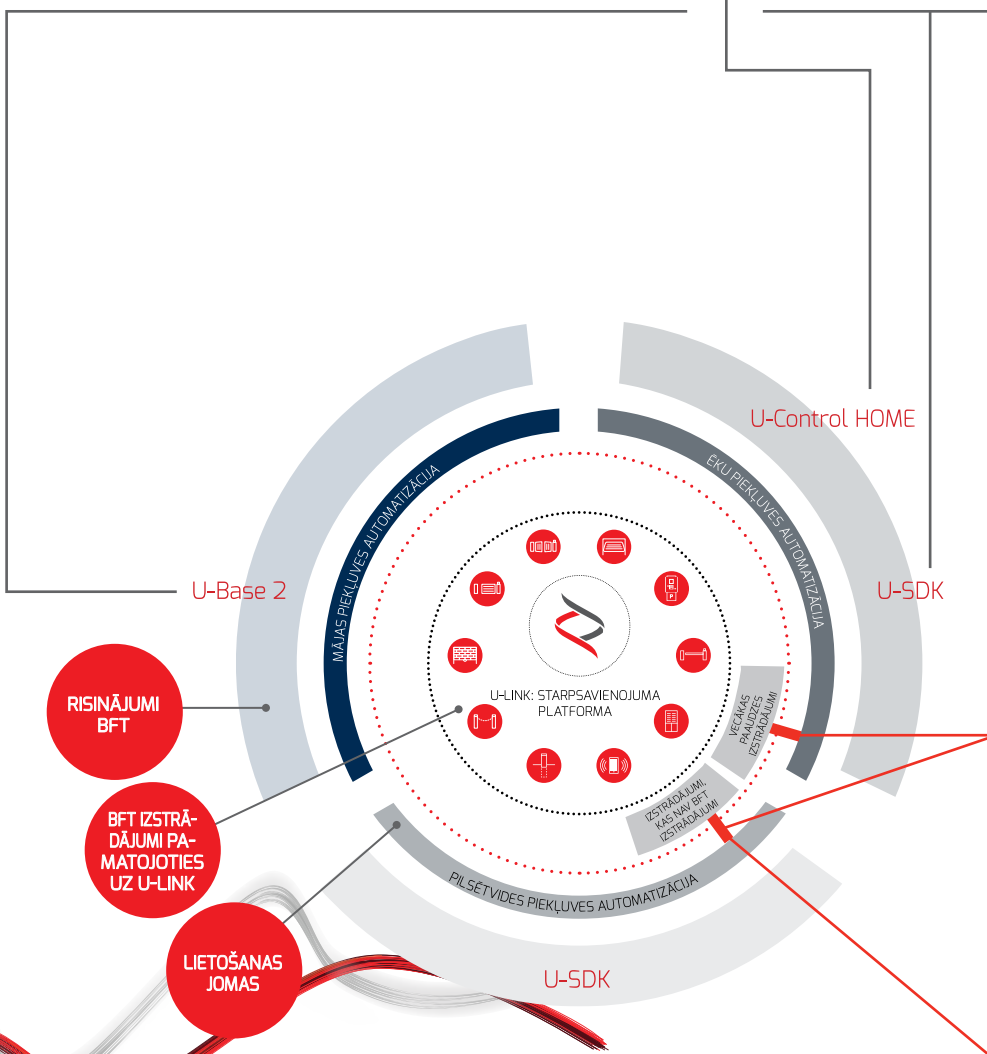 U-Control HOME
MĀJAS PIEKĻUVES AUTOMATIZĀCIJA
ĒKU PIEKĻUVES AUTOMATIZĀCIJA
U-Base 2
U-SDK
RISINĀJUMI
BFT
U-LINK: STARPSAVIENOJUMA
PLATFORMA
VECĀKAS
PAAUDZES
IZSTRĀDĀJUMI
IZSTRĀDĀJUMI,
KAS NAV BFT
IZSTRĀDĀJUMI
BFT IZSTRĀ-
DĀJUMI PA-
MATOJOTIES
UZ U-LINK
PILSĒTVIDES PIEKĻUVES AUTOMATIZĀCIJA
LIETOŠANAS
JOMAS
U-SDK
P